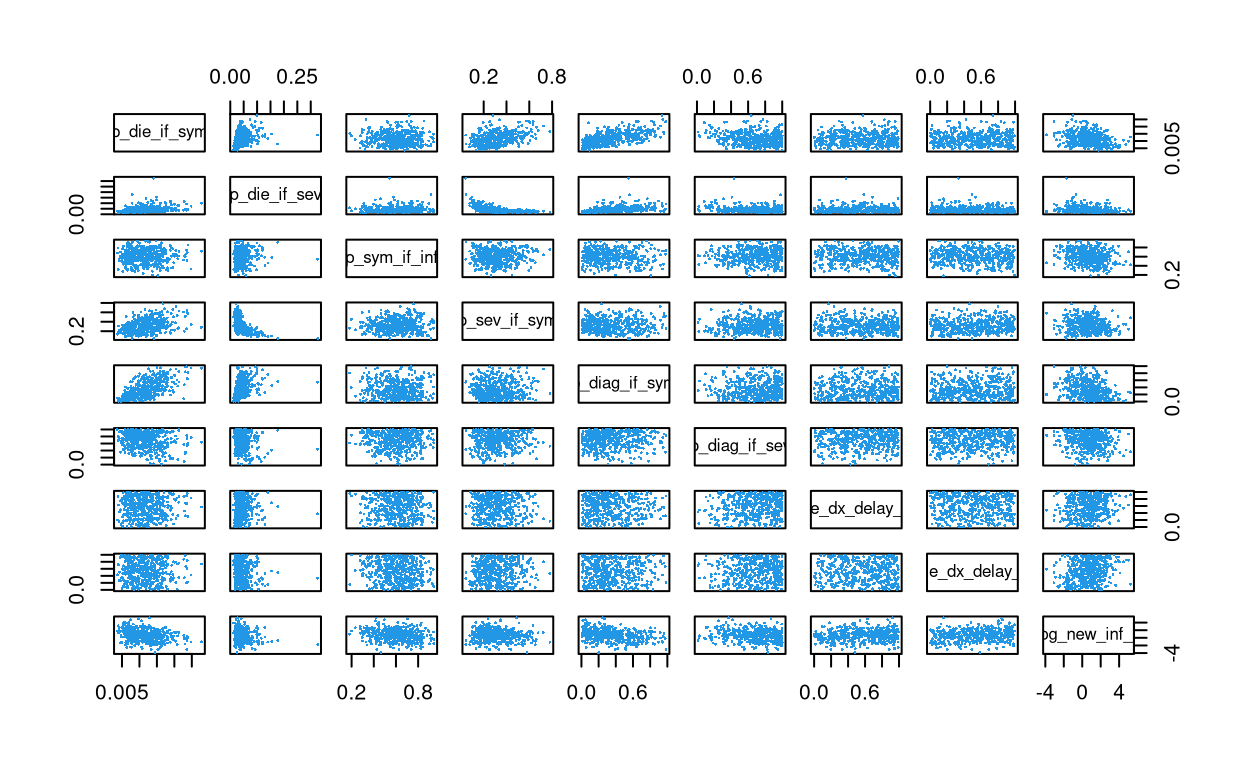 0.00 0.25 0.2 0.8 0.0 0.6 0.0 0.6
p_die_if_sym 0.005
0.00 p_die_if_sev
p_sym_if_inf 0.2
0.2 p_sev_if_sym
_diag_if_sym 0.0
0.0 p_diag_if_sev
e_dx_delay_ 0.0
0.0 e_dx_delay_
og_new_inf_ -4
0.005 0.2 0.8 0.0 0.6 0.0 0.6 -4 0 4